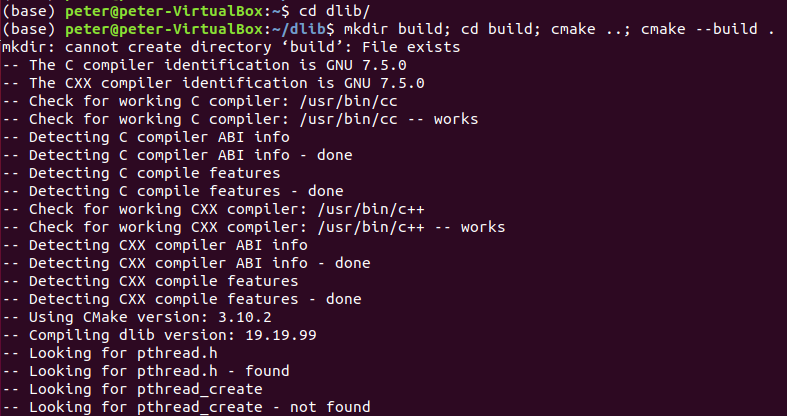 (base) peter@peter-VirtualBox:~$ cd dlib/
(base) peter@peter-VirtualBox:~/dlib$ mkdir build; cd build; cmake ..; cmake --build .
mkdir: cannot create directory ‘build’: File exists
-- The C compiler identification is GNU 7.5.0
-- The CXX compiler identification is GNU 7.5.0
-- Check for working C compiler: /usr/bin/cc
-- Check for working C compiler: /usr/bin/cc -- works
-- Detecting C compiler ABI info
-- Detecting C compiler ABI info - done
-- Detecting C compile features
-- Detecting C compile features - done
-- Check for working CXX compiler: /usr/bin/c++
-- Check for working CXX compiler: /usr/bin/c++ -- works
-- Detecting CXX compiler ABI info
-- Detecting CXX compiler ABI info - done
-- Detecting CXX compile features
-- Detecting CXX compile features - done
-- Using CMake version: 3.10.2
-- Compiling dlib version: 19.19.99
-- Looking for pthread.h
-- Looking for pthread.h - found
-- Looking for pthread_create
-- Looking for pthread_create - not found